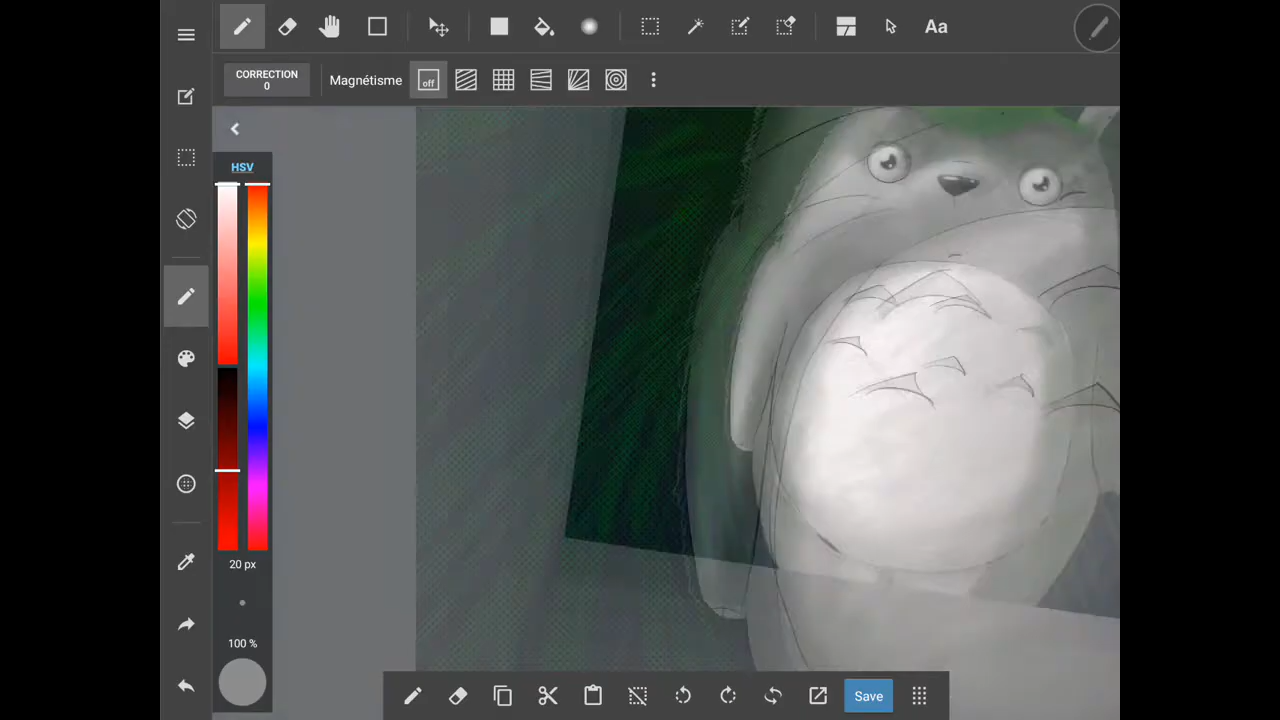 Aa
CORRECTION
0
Magnétisme
off
HSV
20 px
100 %
Save